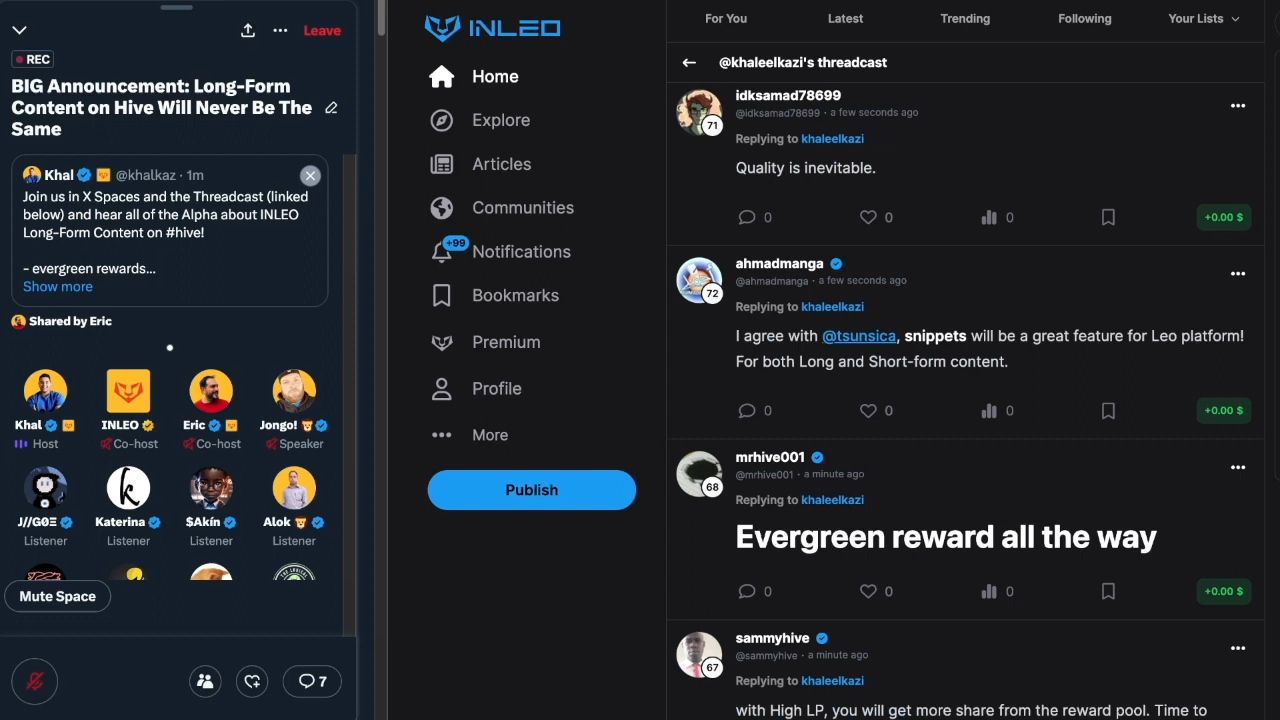 Leave
REC
BIG Announcement: Long-Form
Content on Hive Will Never Be The
Same
Khal @khalkaz · 1m
Join us in X Spaces and the Threadcast (linked
below) and hear all of the Alpha about INLEO
Long-Form Content on #hive!
- evergreen rewards...
Show more
Shared by Eric
Khal
Host
INLEO
Co-host
Eric
Co-host
Jongo!
Speaker
J//GΘΞ
Listener
Katerina
Listener
$Akín
Listener
Alok
Listener
Mute Space
7
INLEO
Home
Explore
Articles
Communities
+99
Notifications
Bookmarks
Premium
Profile
More
Publish
For You
Latest
Trending
Following
Your Lists
@khaleelkazi's threadcast
idksamad78699
71
@idksamad78699 · a few seconds ago
Replying to khaleelkazi
Quality is inevitable.
0 0 0 +0.00 $
ahmadmanga
72
@ahmadmanga · a few seconds ago
Replying to khaleelkazi
I agree with @tsunsica, snippets will be a great feature for Leo platform!
For both Long and Short-form content.
0 0 0 +0.00 $
mrhive001
68
@mrhive001 · a minute ago
Replying to khaleelkazi
Evergreen reward all the way
0 0 0 +0.00 $
sammyhive
67
@sammyhive · a minute ago
Replying to khaleelkazi
with High LP, you will get more share from the reward pool. Time to